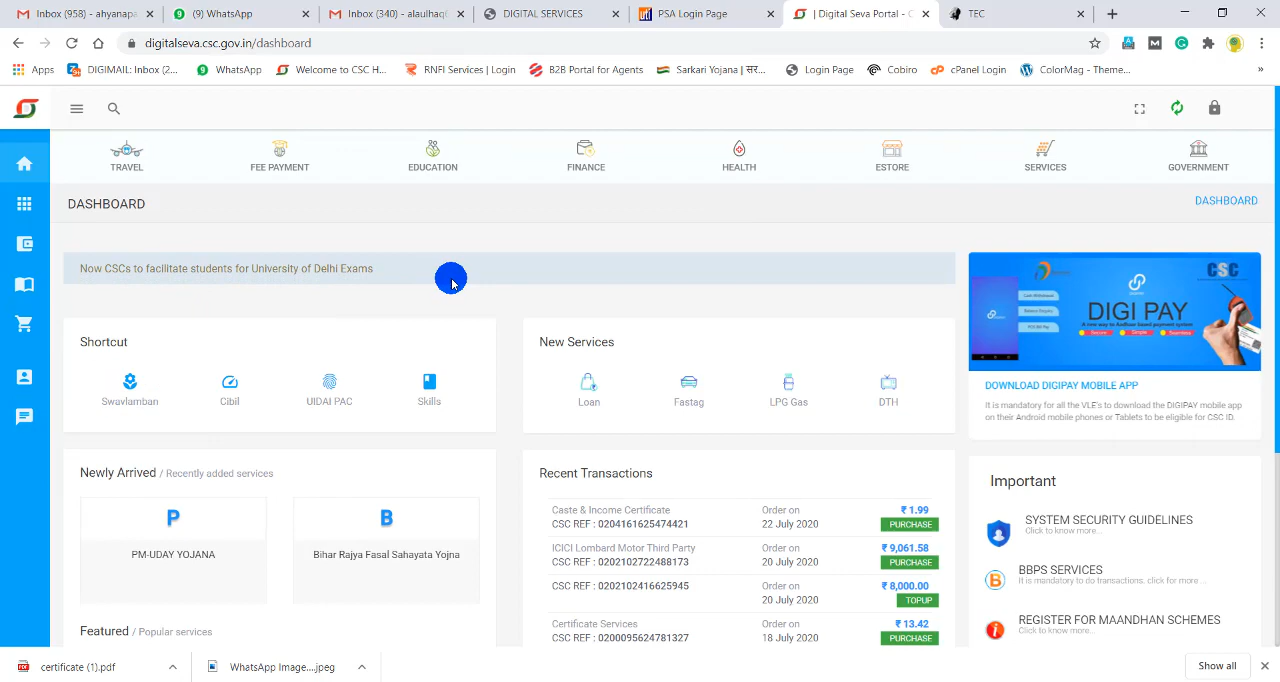 Inbox (958) - ahyanapa
(9) WhatsApp
Inbox (340) - alaulhaq
DIGITAL SERVICES
PSA Login Page
| Digital Seva Portal - C
TEC
digitalseva.csc.gov.in/dashboard
Apps
DIGIMAIL: Inbox (2...
WhatsApp
Welcome to CSC H...
RNFI Services | Login
B2B Portal for Agents
Sarkari Yojana | सर...
Login Page
Cobiro
cPanel Login
ColorMag - Theme...
TRAVEL
FEE PAYMENT
EDUCATION
FINANCE
HEALTH
ESTORE
SERVICES
GOVERNMENT
DASHBOARD
DASHBOARD
Now CSCs to facilitate students for University of Delhi Exams
Shortcut
Swavlamban
Cibil
UIDAI PAC
Skills
New Services
Loan
Fastag
LPG Gas
DTH
CSC
DIGI PAY
DOWNLOAD DIGIPAY MOBILE APP
It is mandatory for all the VLE's to download the DIGIPAY mobile app
on their Android mobile phones or Tablets to be eligible for CSC ID.
Newly Arrived / Recently added services
P
PM-UDAY YOJANA
B
Bihar Rajya Fasal Sahayata Yojna
Featured / Popular services
Recent Transactions
Caste & Income Certificate Order on ₹ 1.99
CSC REF : 0204161625474421 22 July 2020 PURCHASE
ICICI Lombard Motor Third Party Order on ₹ 9,061.58
CSC REF : 0202102722488173 20 July 2020 PURCHASE
CSC REF : 0202102416625945 Order on ₹ 8,000.00
20 July 2020 TOPUP
Certificate Services Order on ₹ 13.42
CSC REF : 0200095624781327 18 July 2020 PURCHASE
Important
SYSTEM SECURITY GUIDELINES
Click to know more...
BBPS SERVICES
It is mandatory to do transactions. click for more ...
REGISTER FOR MAANDHAN SCHEMES
Click to know more...
certificate (1).pdf
WhatsApp Image....jpeg
Show all